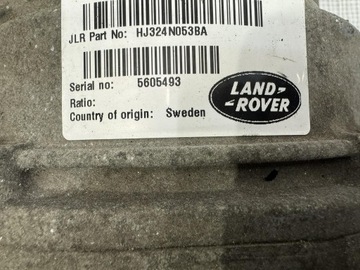 JLR Part No: HJ324N053BA
Serial no: 5605493
LAND-
-ROVER
Ratio:
Country of origin: Sweden